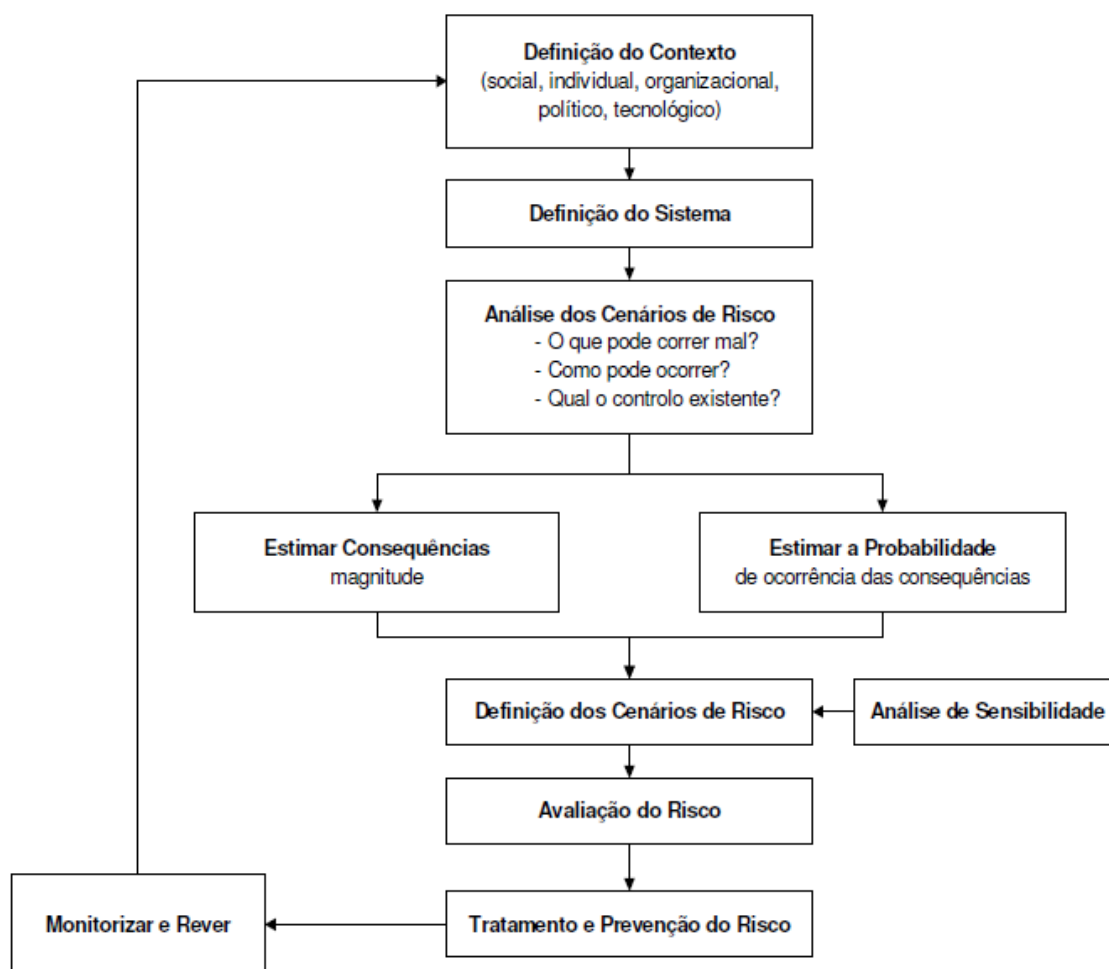 Definição do Contexto
(social, individual, organizacional,
político, tecnológico)
Definição do Sistema
Análise dos Cenários de Risco
- O que pode correr mal?
- Como pode ocorrer?
- Qual o controlo existente?
Estimar Consequências
magnitude
Estimar a Probabilidade
de ocorrência das consequências
Definição dos Cenários de Risco
Análise de Sensibilidade
Avaliação do Risco
Tratamento e Prevenção do Risco
Monitorizar e Rever